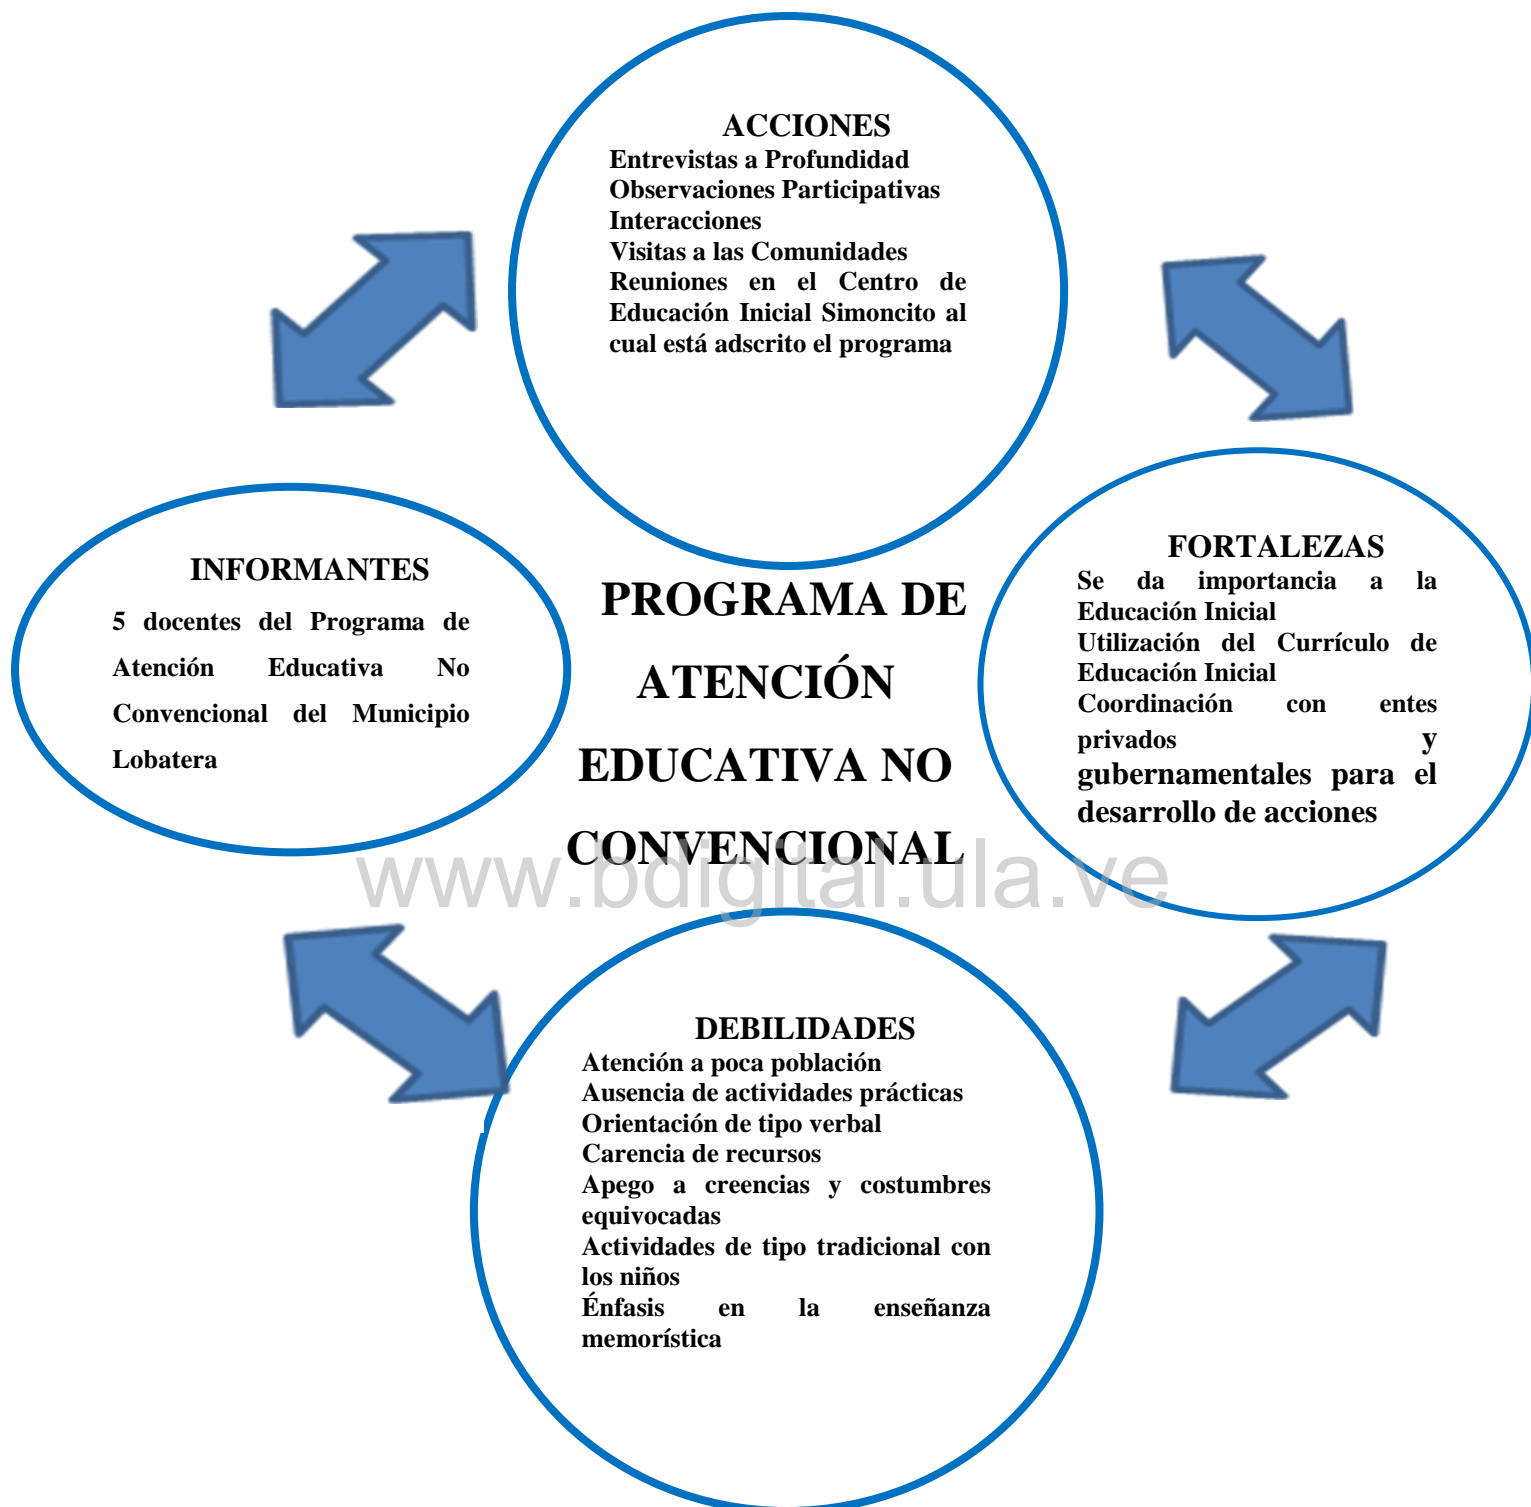 ACCIONES
Entrevistas a Profundidad
Observaciones Participativas
Interacciones
Visitas a las Comunidades
Reuniones en el Centro de
Educación Inicial Simoncito al
cual está adscrito el programa
INFORMANTES
5 docentes del Programa de
Atención Educativa No
Convencional del Municipio
Lobatera
PROGRAMA DE
ATENCIÓN
EDUCATIVA NO
CONVENCIONAL
FORTALEZAS
Se da importancia a la
Educación Inicial
Utilización del Currículo de
Educación Inicial
Coordinación con entes
privados y
gubernamentales para el
desarrollo de acciones
www.bdigital.ula.ve
DEBILIDADES
Atención a poca población
Ausencia de actividades prácticas
Orientación de tipo verbal
Carencia de recursos
Apego a creencias y costumbres
equivocadas
Actividades de tipo tradicional con
los niños
Énfasis en la enseñanza
memorística